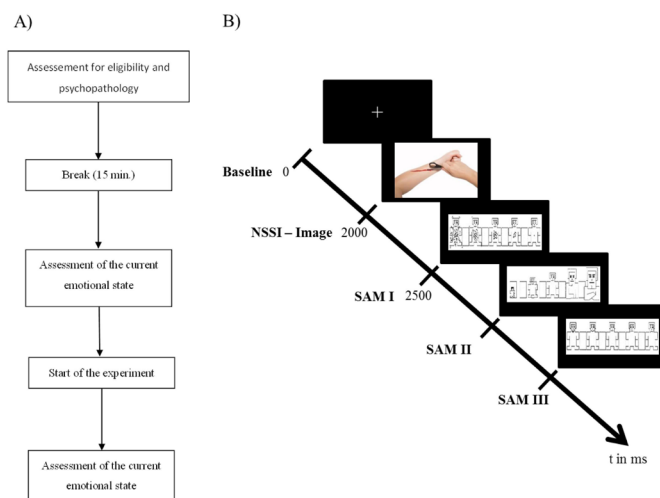 A)
Assessement for eligibility and
psychopathology
Break (15 min.)
Assessment of the current
emotional state
Start of the experiment
Assessment of the current
emotional state
B)
Baseline 0
NSSI – Image 2000
SAM I 2500
SAM II
SAM III
t in ms